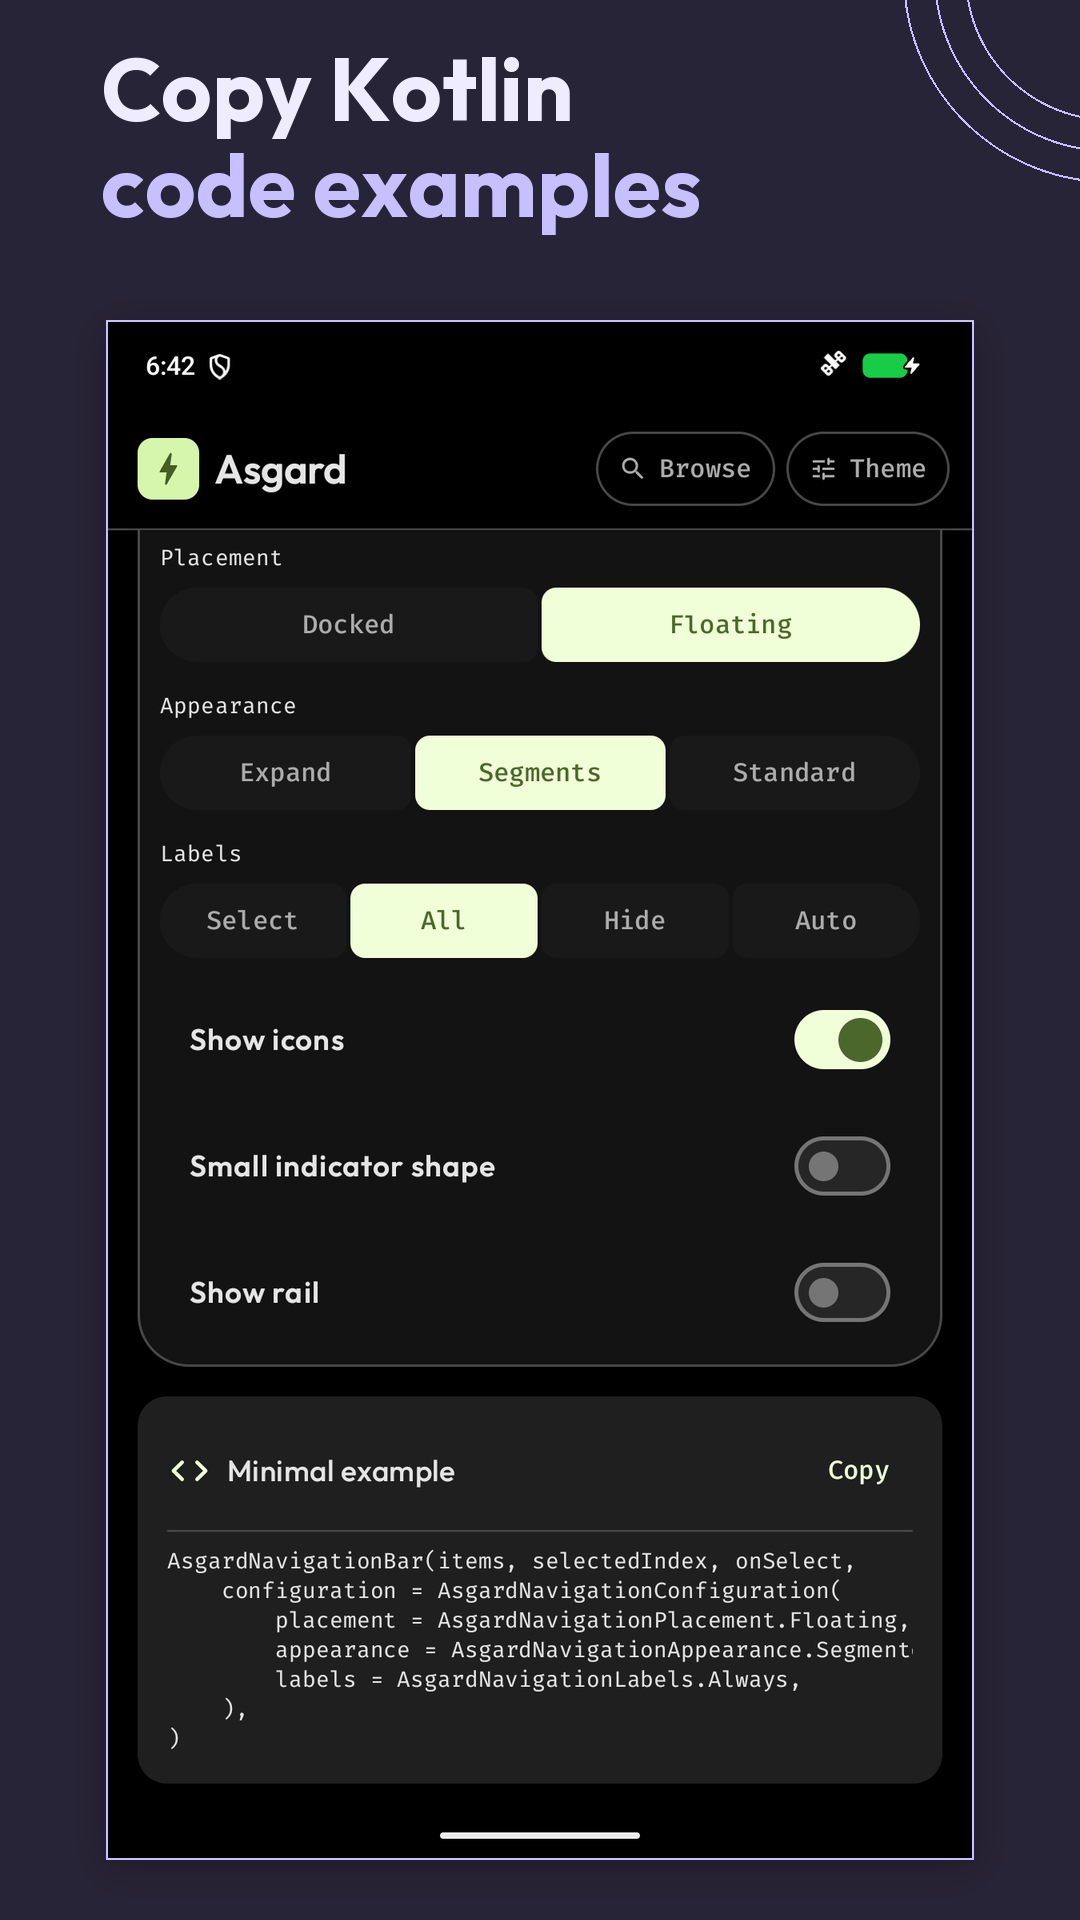 Copy Kotlin
code examples
6:42
Asgard
Browse
Theme
Placement
Docked
Floating
Appearance
Expand
Segments
Standard
Labels
Select
All
Hide
Auto
Show icons
Small indicator shape
Show rail
Minimal example
Copy
AsgardNavigationBar(items, selectedIndex, onSelect,
    configuration = AsgardNavigationConfiguration(
        placement = AsgardNavigationPlacement.Floating,
        appearance = AsgardNavigationAppearance.Segment
        labels = AsgardNavigationLabels.Always,
    ),
)